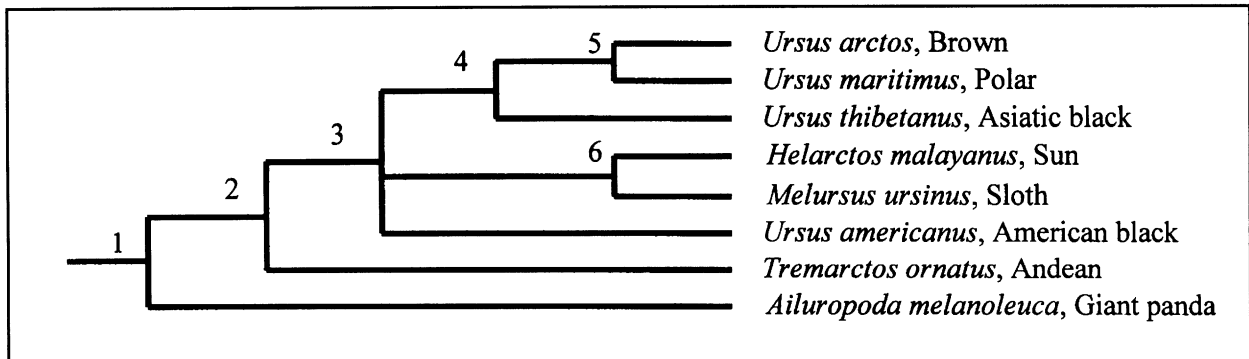 5 Ursus arctos, Brown
4
Ursus maritimus, Polar
Ursus thibetanus, Asiatic black
3
6 Helarctos malayanus, Sun
2
Melursus ursinus, Sloth
Ursus americanus, American black
1
Tremarctos ornatus, Andean
Ailuropoda melanoleuca, Giant panda